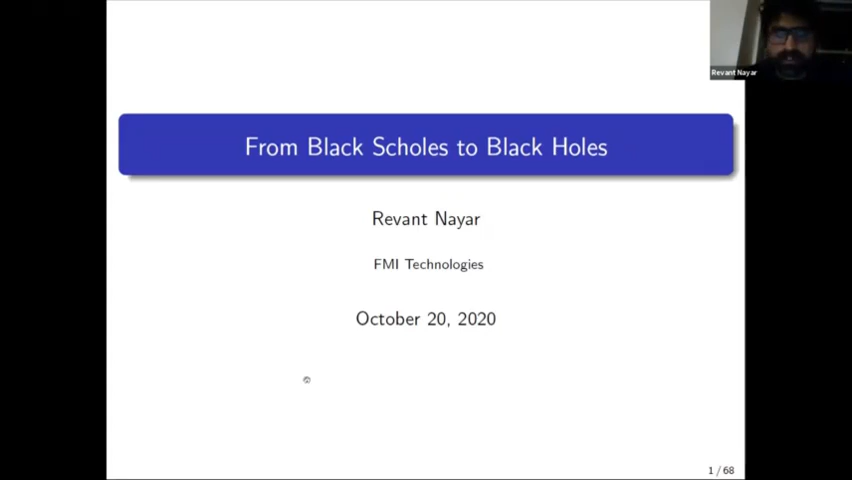 Revant Nayar
From Black Scholes to Black Holes
Revant Nayar
FMI Technologies
October 20, 2020
1 / 68